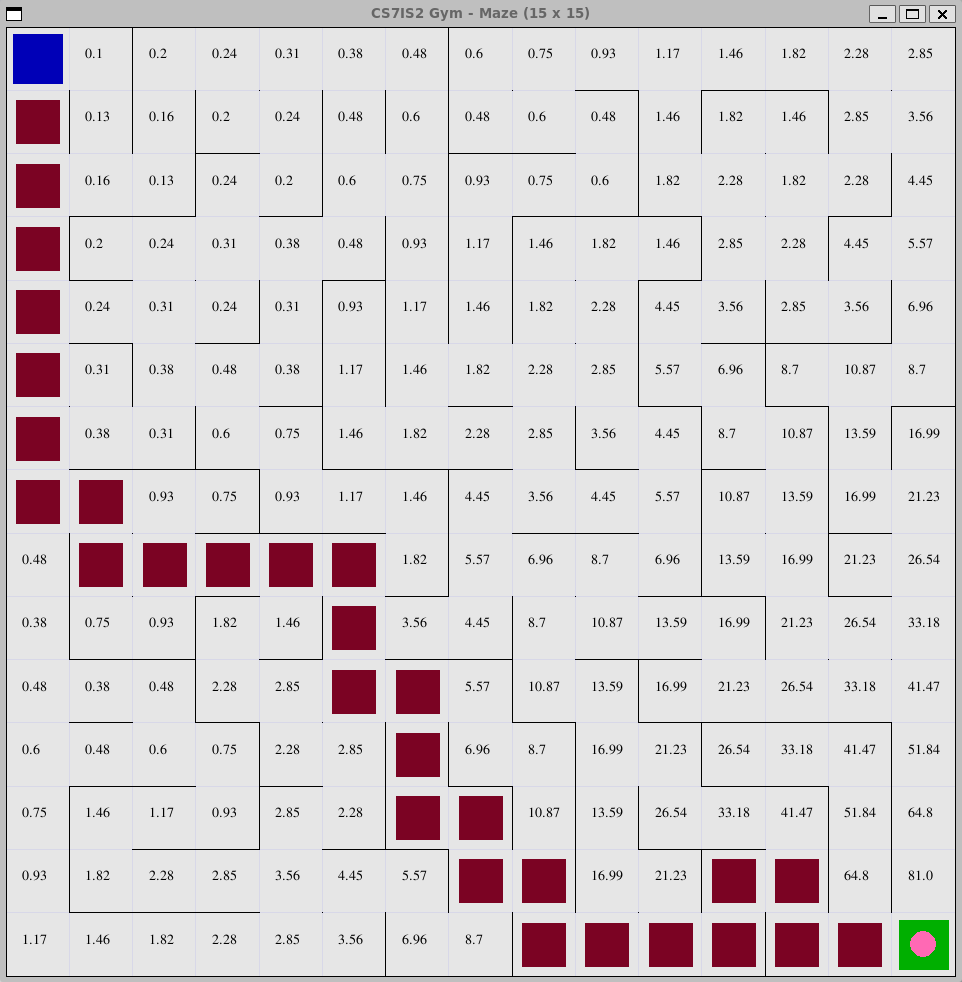 CS7IS2 Gym - Maze (15 x 15)
0.1 0.2 0.24 0.31 0.38 0.48 0.6 0.75 0.93 1.17 1.46 1.82 2.28 2.85
0.13 0.16 0.2 0.24 0.48 0.6 0.48 0.6 0.48 1.46 1.82 1.46 2.85 3.56
0.16 0.13 0.24 0.2 0.6 0.75 0.93 0.75 0.6 1.82 2.28 1.82 2.28 4.45
0.2 0.24 0.31 0.38 0.48 0.93 1.17 1.46 1.82 1.46 2.85 2.28 4.45 5.57
0.24 0.31 0.24 0.31 0.93 1.17 1.46 1.82 2.28 4.45 3.56 2.85 3.56 6.96
0.31 0.38 0.48 0.38 1.17 1.46 1.82 2.28 2.85 5.57 6.96 8.7 10.87 8.7
0.38 0.31 0.6 0.75 1.46 1.82 2.28 2.85 3.56 4.45 8.7 10.87 13.59 16.99
0.93 0.75 0.93 1.17 1.46 4.45 3.56 4.45 5.57 10.87 13.59 16.99 21.23
0.48 1.82 5.57 6.96 8.7 6.96 13.59 16.99 21.23 26.54
0.38 0.75 0.93 1.82 1.46 3.56 4.45 8.7 10.87 13.59 16.99 21.23 26.54 33.18
0.48 0.38 0.48 2.28 2.85 5.57 10.87 13.59 16.99 21.23 26.54 33.18 41.47
0.6 0.48 0.6 0.75 2.28 2.85 6.96 8.7 16.99 21.23 26.54 33.18 41.47 51.84
0.75 1.46 1.17 0.93 2.85 2.28 10.87 13.59 26.54 33.18 41.47 51.84 64.8
0.93 1.82 2.28 2.85 3.56 4.45 5.57 16.99 21.23 64.8 81.0
1.17 1.46 1.82 2.28 2.85 3.56 6.96 8.7